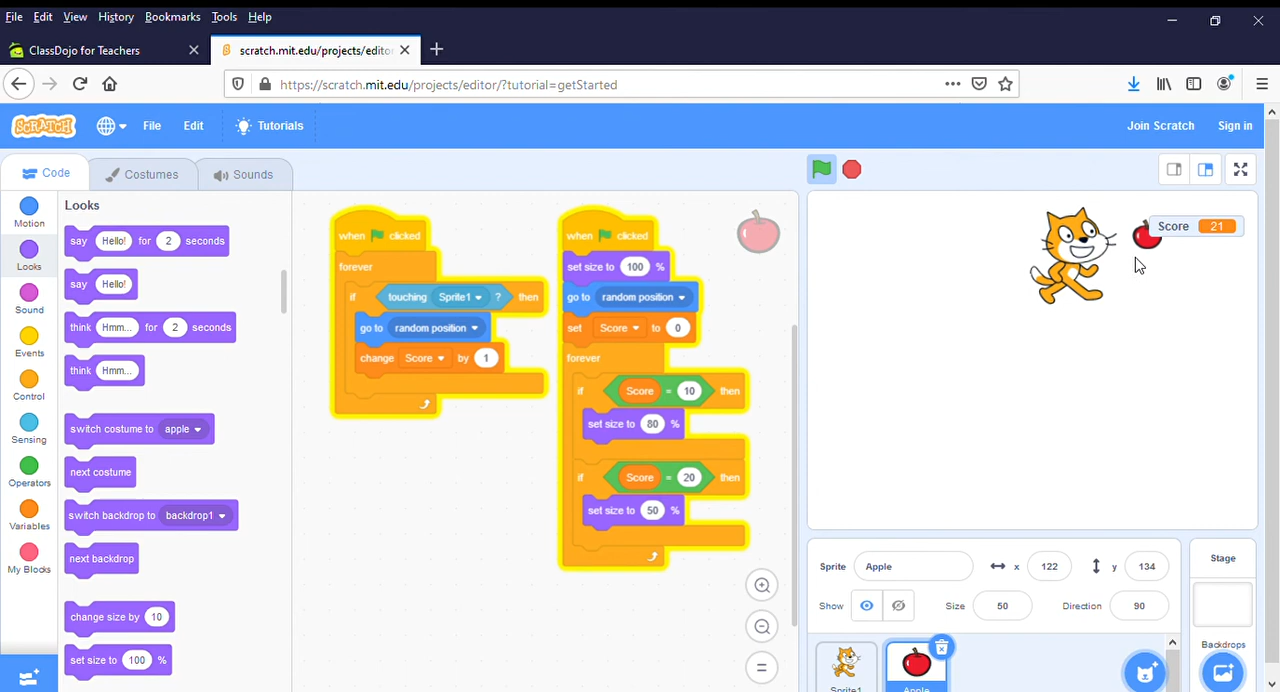 File Edit View History Bookmarks Tools Help
ClassDojo for Teachers
scratch.mit.edu/projects/editor
https://scratch.mit.edu/projects/editor/?tutorial=getStarted
SCRATCH File Edit Tutorials Join Scratch Sign in
Code Costumes Sounds
Motion
Looks
Sound
Events
Control
Sensing
Operators
Variables
My Blocks
Looks
say Hello! for 2 seconds
say Hello!
think Hmm... for 2 seconds
think Hmm...
switch costume to apple
next costume
switch backdrop to backdrop1
next backdrop
change size by 10
set size to 100 %
when clicked
forever
if touching Sprite1 ? then
go to random position
change Score by 1
when clicked
set size to 100 %
go to random position
set Score to 0
forever
if Score = 10 then
set size to 80 %
if Score = 20 then
set size to 50 %
Score 21
Sprite Apple x 122 y 134
Show Size 50 Direction 90
Sprite1
Apple
Stage
Backdrops